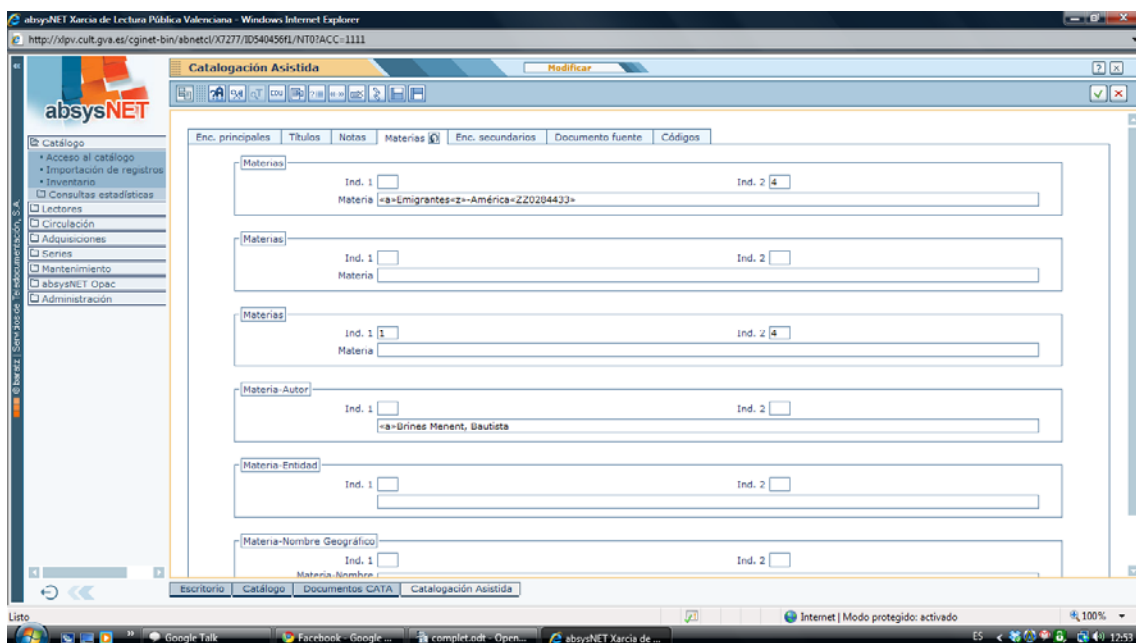 absysNET Xarcia de Lectura Pública Valenciana - Windows Internet Explorer
http://xlpv.cult.gva.es/cginet-bin/abnetcl/X7277/ID540456f1/NT0?ACC=1111
absysNET
Catalogación Asistida
Modificar
Catálogo
• Acceso al catálogo
• Importación de registros
• Inventario
Consultas estadísticas
Lectores
Circulación
Adquisiciones
Series
Mantenimiento
absysNET Opac
Administración
© baratz | Servicios de Teledocumentación, S.A.
Enc. principales Títulos Notas Materias Enc. secundarios Documento fuente Códigos
Materias
Ind. 1 Ind. 2 4
Materia «a»Emigrantes«z»-América«ZZ0284433»
Materias
Ind. 1 Ind. 2
Materia
Materias
Ind. 1 1 Ind. 2 4
Materia
Materia-Autor
Ind. 1 Ind. 2
«a»Brines Menent, Bautista
Materia-Entidad
Ind. 1 Ind. 2
Materia-Nombre Geográfico
Ind. 1 Ind. 2
Materia-Nombre
Escritorio Catálogo Documentos CATA Catalogación Asistida
Listo Internet | Modo protegido: activado 100%
Google Talk Facebook - Google ... complet.odt - Open... absysNET Xarcia de ... ES 12:53